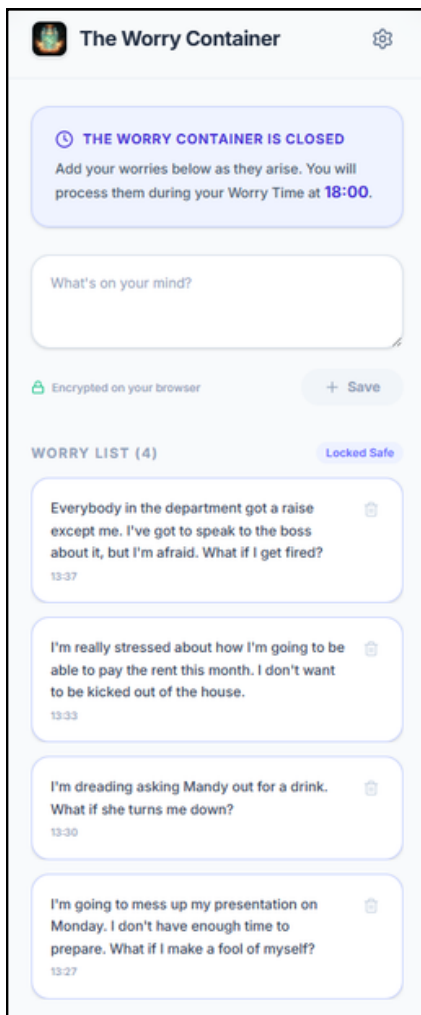 The Worry Container
THE WORRY CONTAINER IS CLOSED
Add your worries below as they arise. You will
process them during your Worry Time at 18:00.
What's on your mind?
Encrypted on your browser
+ Save
WORRY LIST (4)
Locked Safe
Everybody in the department got a raise
except me. I've got to speak to the boss
about it, but I'm afraid. What if I get fired?
13:37
I'm really stressed about how I'm going to be
able to pay the rent this month. I don't want
to be kicked out of the house.
13:33
I'm dreading asking Mandy out for a drink.
What if she turns me down?
13:30
I'm going to mess up my presentation on
Monday. I don't have enough time to
prepare. What if I make a fool of myself?
13:27